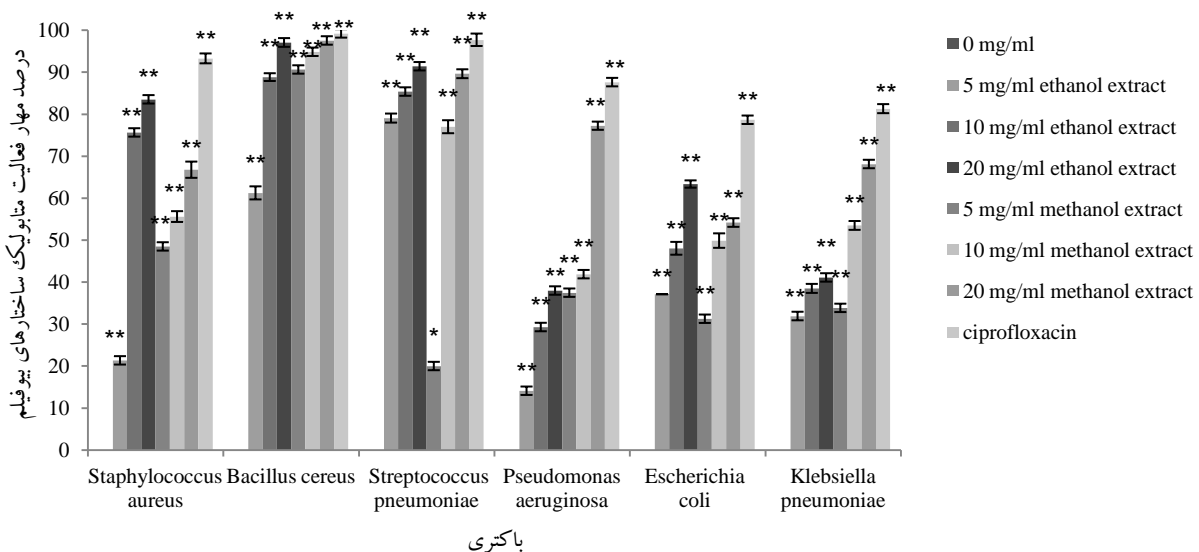 درصد مهار فعالیت متابولیک ساختارهای بیوفیلم
100
90
80
70
60
50
40
30
20
10
0
** ** ** ** ** ** **
** ** ** ** ** ** **
** ** ** * ** ** **
** ** ** ** ** ** **
** ** ** ** ** ** **
** ** ** ** ** ** **
Staphylococcus
aureus
Bacillus cereus
Streptococcus
pneumoniae
Pseudomonas
aeruginosa
Escherichia
coli
Klebsiella
pneumoniae
باکتری
0 mg/ml
5 mg/ml ethanol extract
10 mg/ml ethanol extract
20 mg/ml ethanol extract
5 mg/ml methanol extract
10 mg/ml methanol extract
20 mg/ml methanol extract
ciprofloxacin